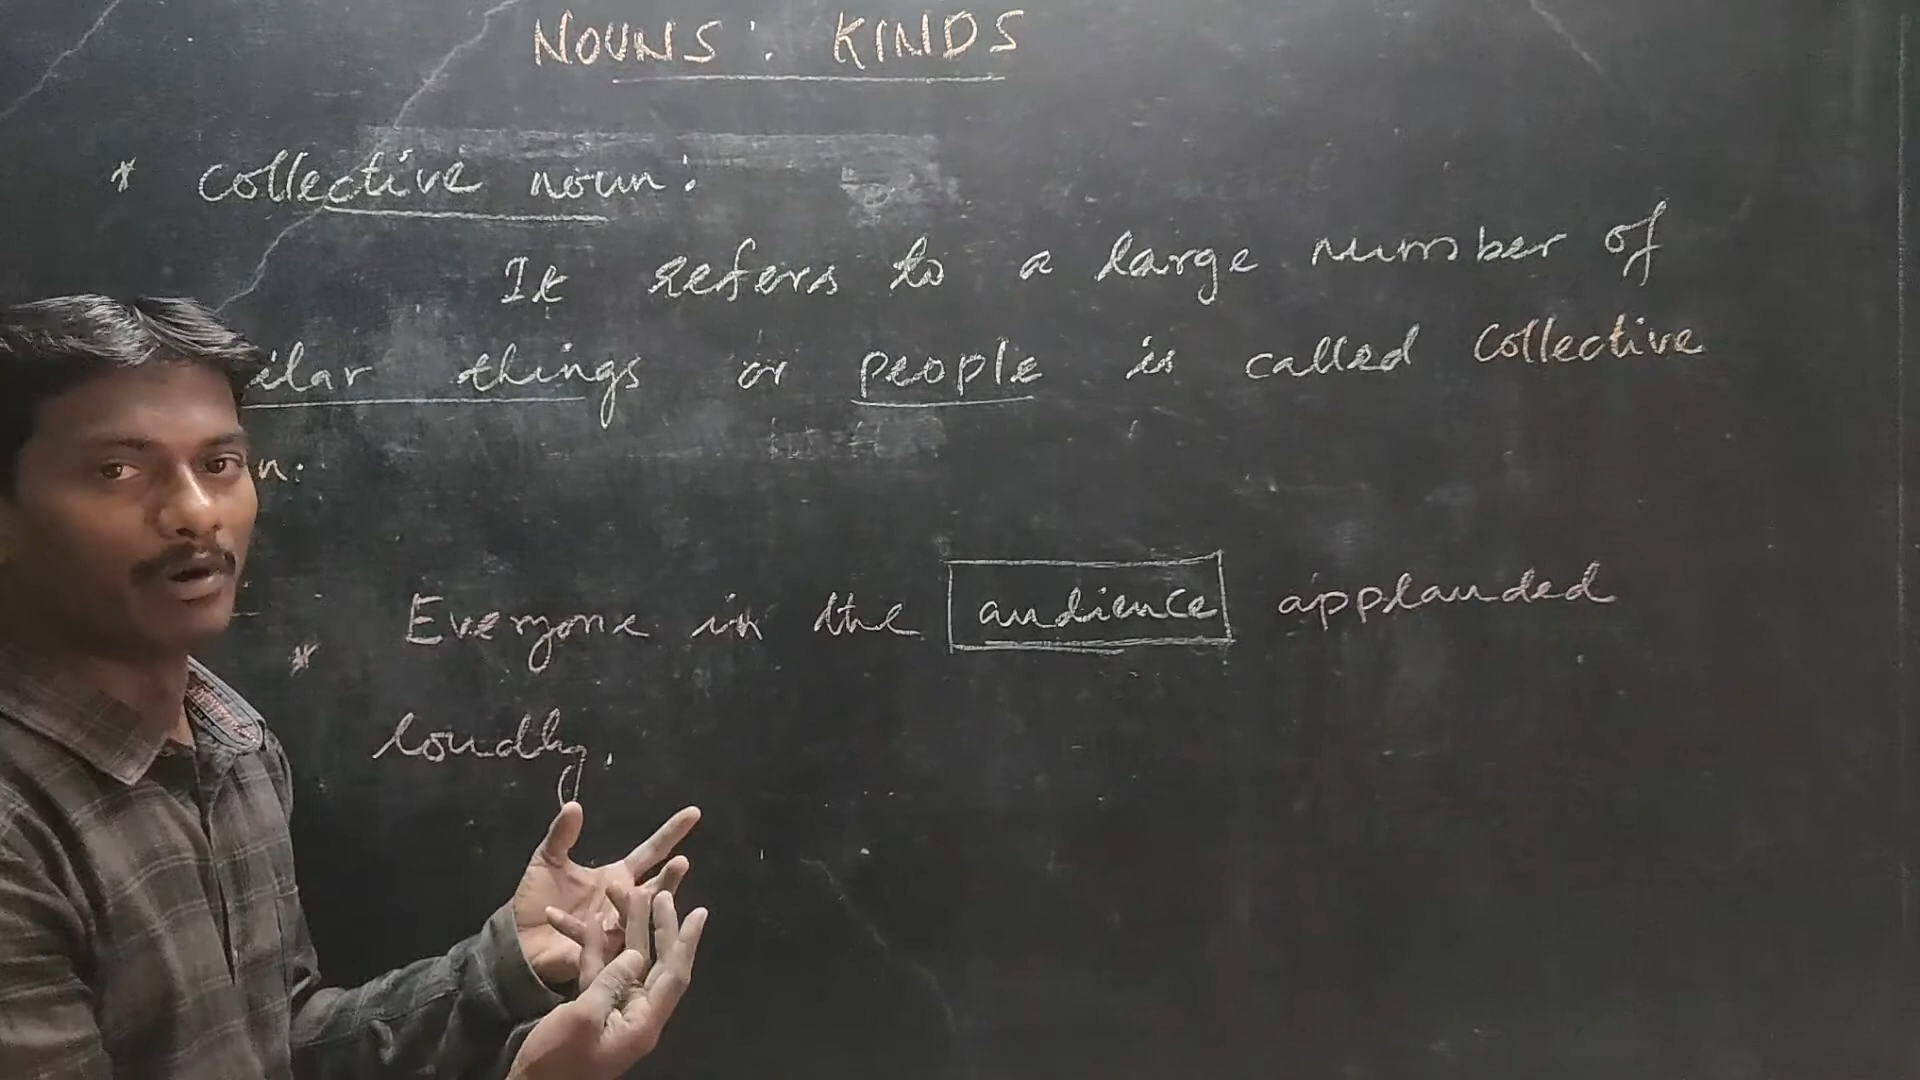 NOUNS : KINDS
* Collective noun :
It refers to a large number of
ilar things or people is called Collective
n.
* Everyone in the audience applauded
loudly.